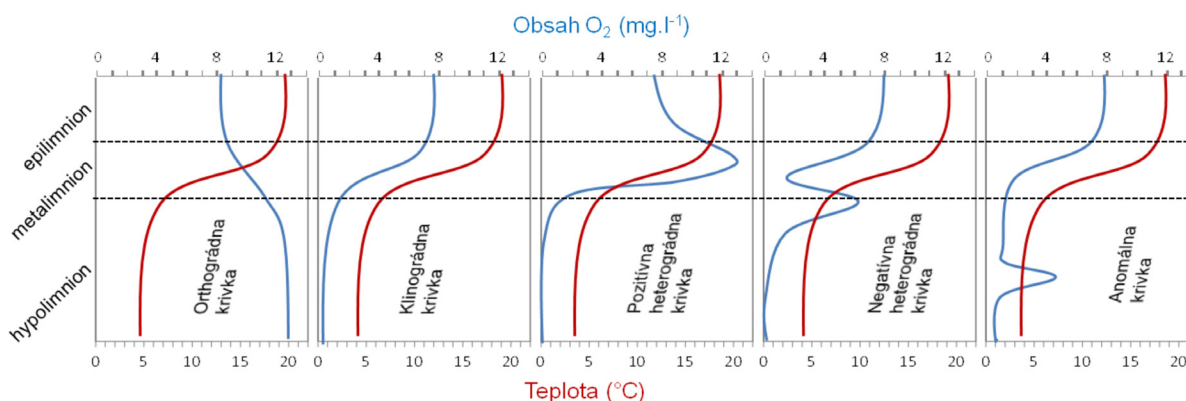 Obsah O₂ (mg.l⁻¹)
0 4 8 12 0 4 8 12 0 4 8 12 0 4 8 12 0 4 8 12
epilimnion
metalimnion
hypolimnion
Orthográdna
krivka
Klinográdna
krivka
Pozitívna
heterográdna
krivka
Negatívna
heterográdna
krivka
Anomálna
krivka
0 5 10 15 20 0 5 10 15 20 0 5 10 15 20 0 5 10 15 20 0 5 10 15 20
Teplota (°C)